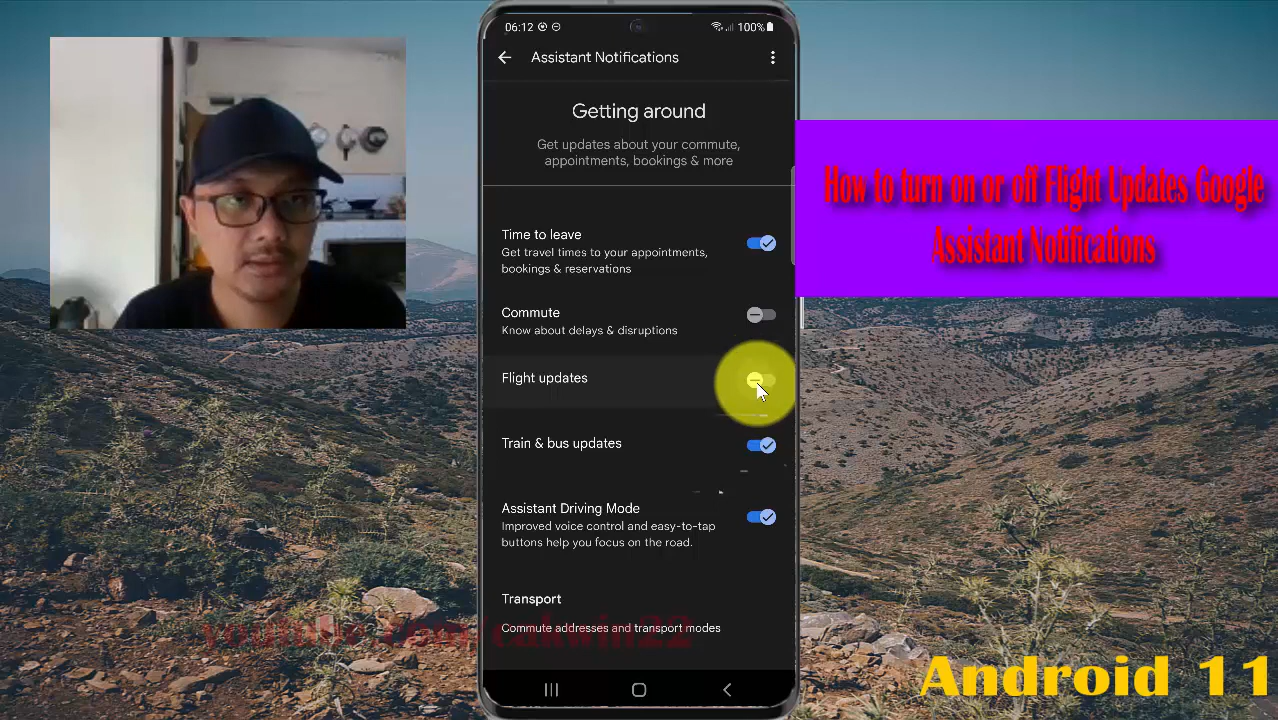 06:12
100%
Assistant Notifications
Getting around
Get updates about your commute,
appointments, bookings & more
How to turn on or off Flight Updates Google
Assistant Notifications
Time to leave
Get travel times to your appointments,
bookings & reservations
Commute
Know about delays & disruptions
Flight updates
Train & bus updates
Assistant Driving Mode
Improved voice control and easy-to-tap
buttons help you focus on the road.
Transport
Commute addresses and transport modes
Android 11